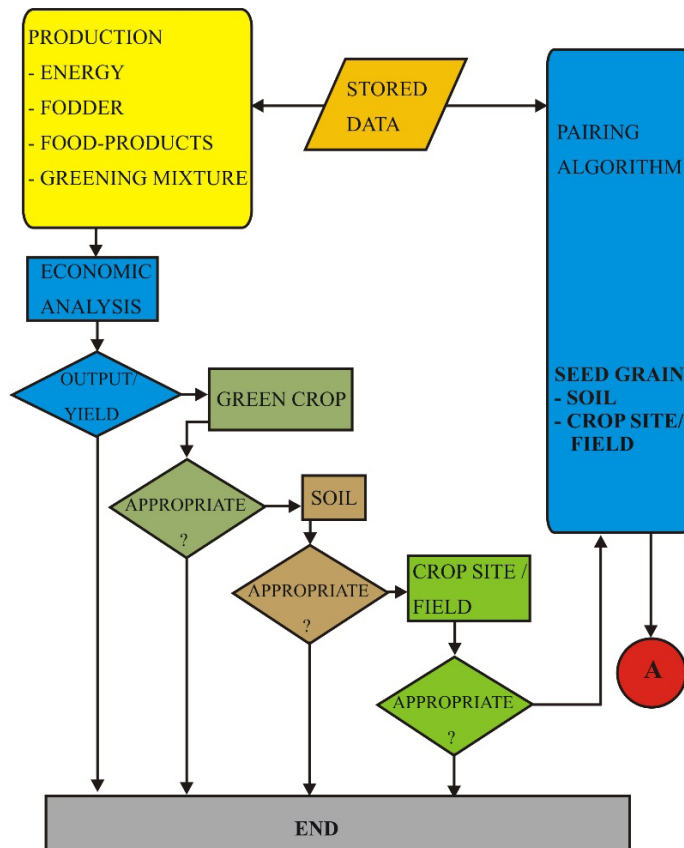 PRODUCTION
- ENERGY
- FODDER
- FOOD-PRODUCTS
- GREENING MIXTURE
STORED
DATA
PAIRING
ALGORITHM
SEED GRAIN
- SOIL
- CROP SITE/
FIELD
ECONOMIC
ANALYSIS
OUTPUT/
YIELD
GREEN CROP
APPROPRIATE
?
SOIL
APPROPRIATE
?
CROP SITE /
FIELD
APPROPRIATE
?
A
END